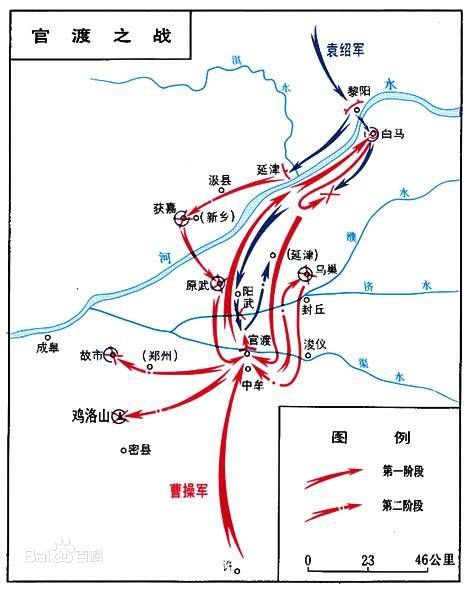 官渡之战
袁绍军
淇
水
黎阳
水
白马
延津
汲县
获嘉
(新乡)
河
水
濮
(延津)
原武
阳
武
乌巢
济 水
封丘
官渡
浚仪
渠
水
成皋
故市
(郑州)
中牟
鸡洛山
密县
曹操军
许
图 例
第一阶段
第二阶段
0 23 46公里
Bai百科